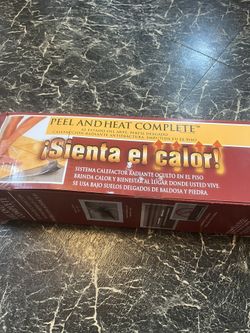 PEEL AND HEAT COMPLETE™
¡Sienta el calor!
SISTEMA CALEFACTOR RADIANTE OCULTO EN EL PISO
BRINDA CALOR Y BIENESTAR AL LUGAR DONDE USTED VIVE.
SE USA BAJO SUELOS DELGADOS DE BALDOSA Y PIEDRA.